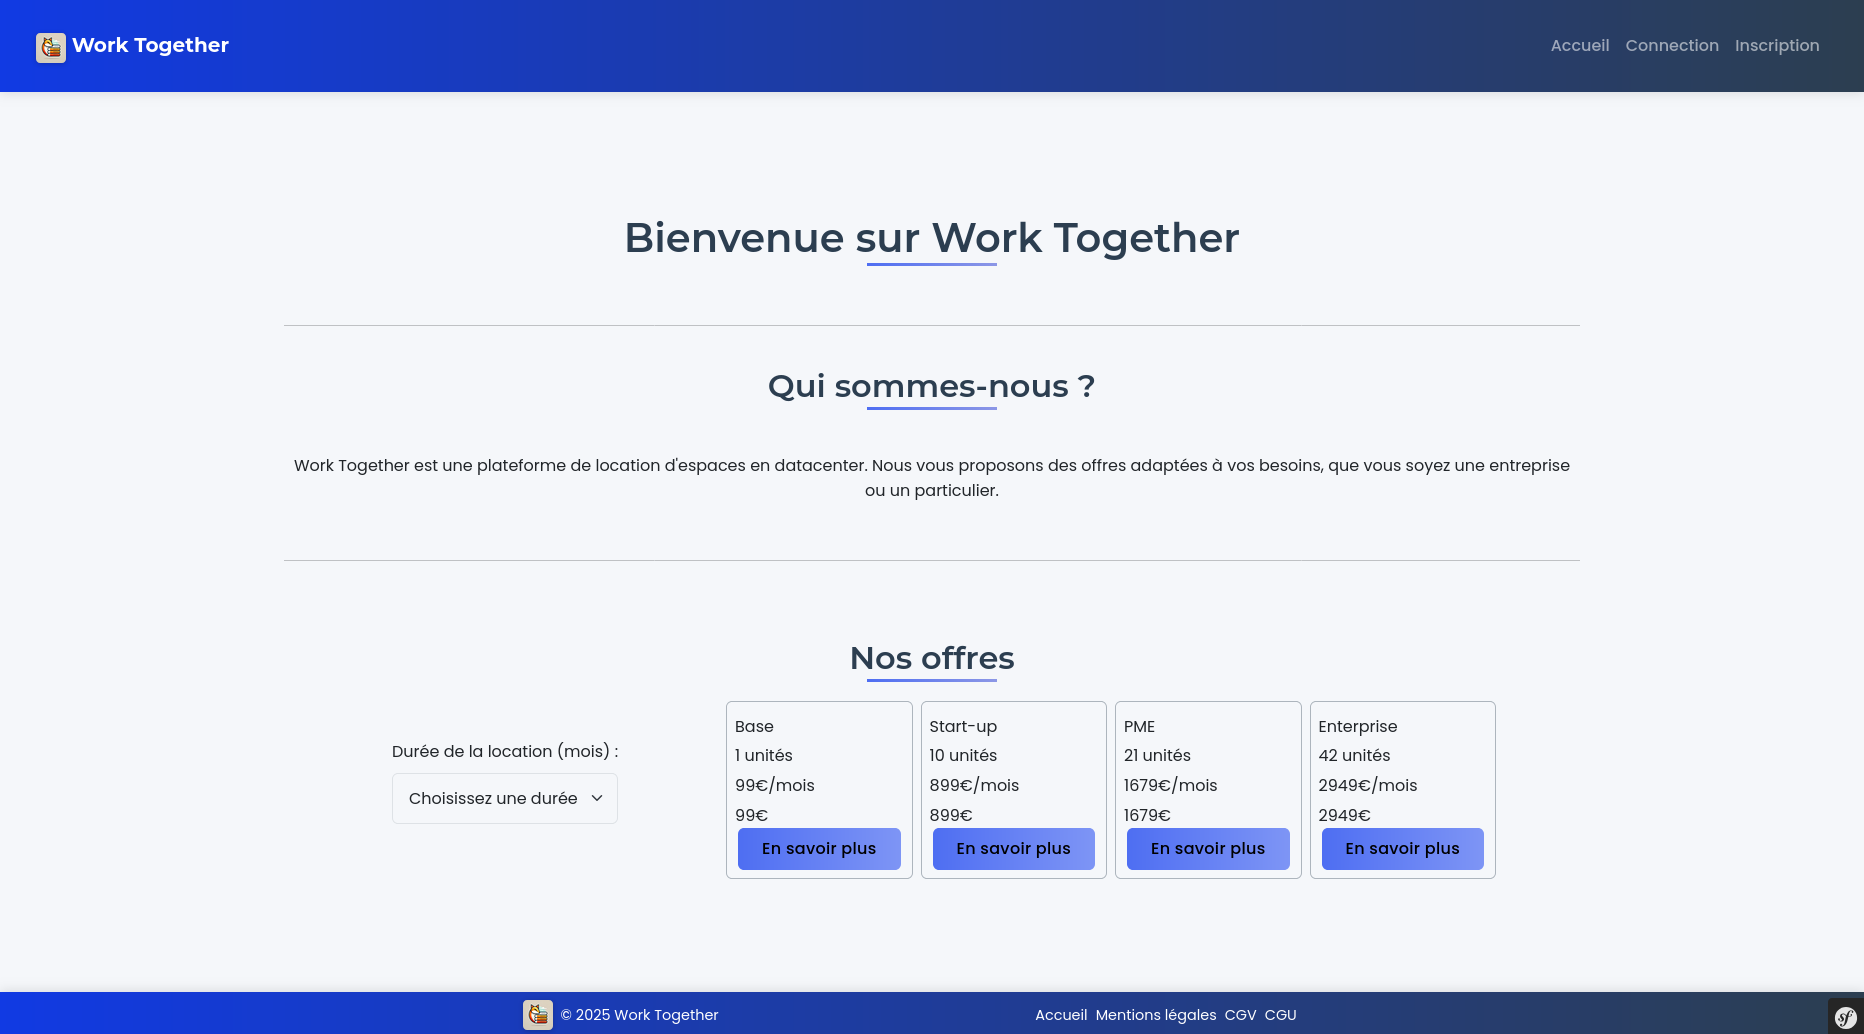 Work Together
Accueil Connection Inscription
Bienvenue sur Work Together
Qui sommes-nous ?
Work Together est une plateforme de location d'espaces en datacenter. Nous vous proposons des offres adaptées à vos besoins, que vous soyez une entreprise
ou un particulier.
Nos offres
Durée de la location (mois) :
Choisissez une durée
Base
1 unités
99€/mois
99€
En savoir plus
Start-up
10 unités
899€/mois
899€
En savoir plus
PME
21 unités
1679€/mois
1679€
En savoir plus
Enterprise
42 unités
2949€/mois
2949€
En savoir plus
© 2025 Work Together
Accueil Mentions légales CGV CGU
sf